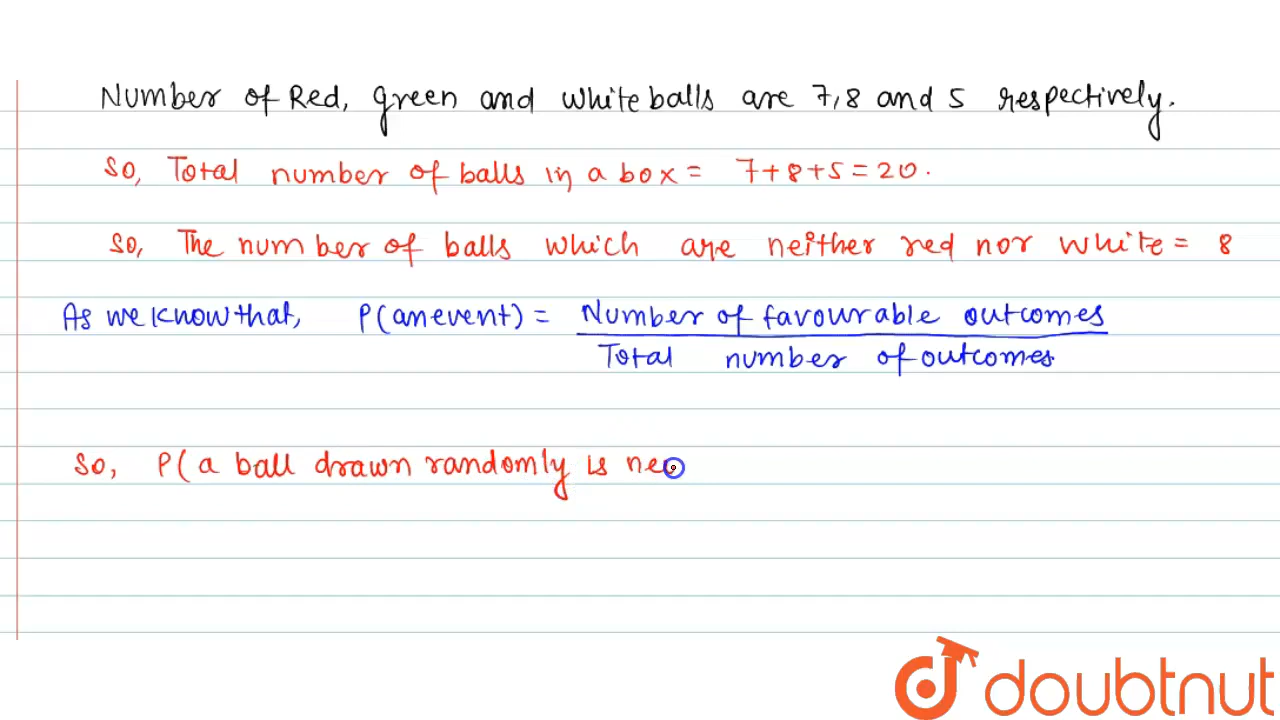 Number of Red, green and white balls are 7, 8 and 5 respectively.
So, Total number of balls in a box = 7+8+5=20.
So, The number of balls which are neither red nor white = 8
As we know that, P(an event) = Number of favourable outcomes
Total number of outcomes
So, P(a ball drawn randomly is nei
doubtnut